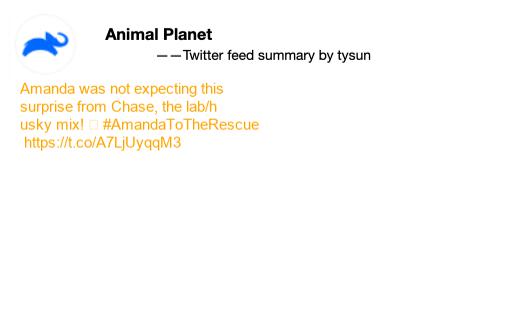 Animal Planet
——Twitter feed summary by tysun
Amanda was not expecting this
surprise from Chase, the lab/h
usky mix! □ #AmandaToTheRescue
https://t.co/A7LjUyqqM3